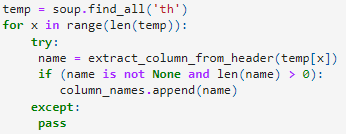 temp = soup.find_all('th')
for x in range(len(temp)):
    try:
     name = extract_column_from_header(temp[x])
     if (name is not None and len(name) > 0):
        column_names.append(name)
    except:
     pass